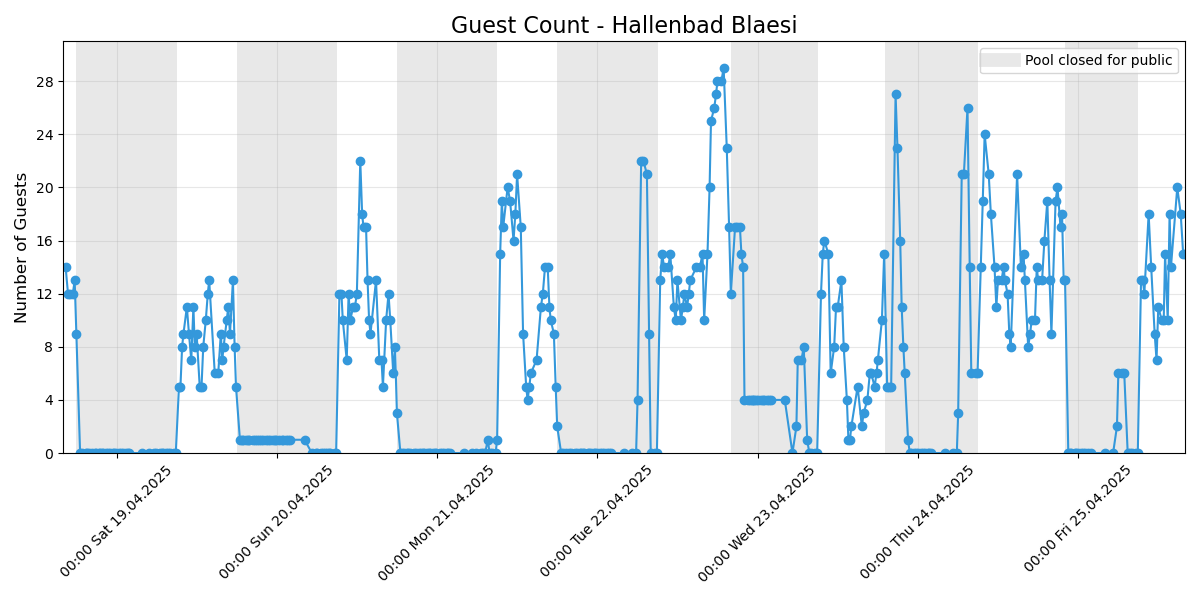 Guest Count - Hallenbad Blaesi
Pool closed for public
Number of Guests
28
24
20
16
12
8
4
0
00:00 Sat 19.04.2025
00:00 Sun 20.04.2025
00:00 Mon 21.04.2025
00:00 Tue 22.04.2025
00:00 Wed 23.04.2025
00:00 Thu 24.04.2025
00:00 Fri 25.04.2025